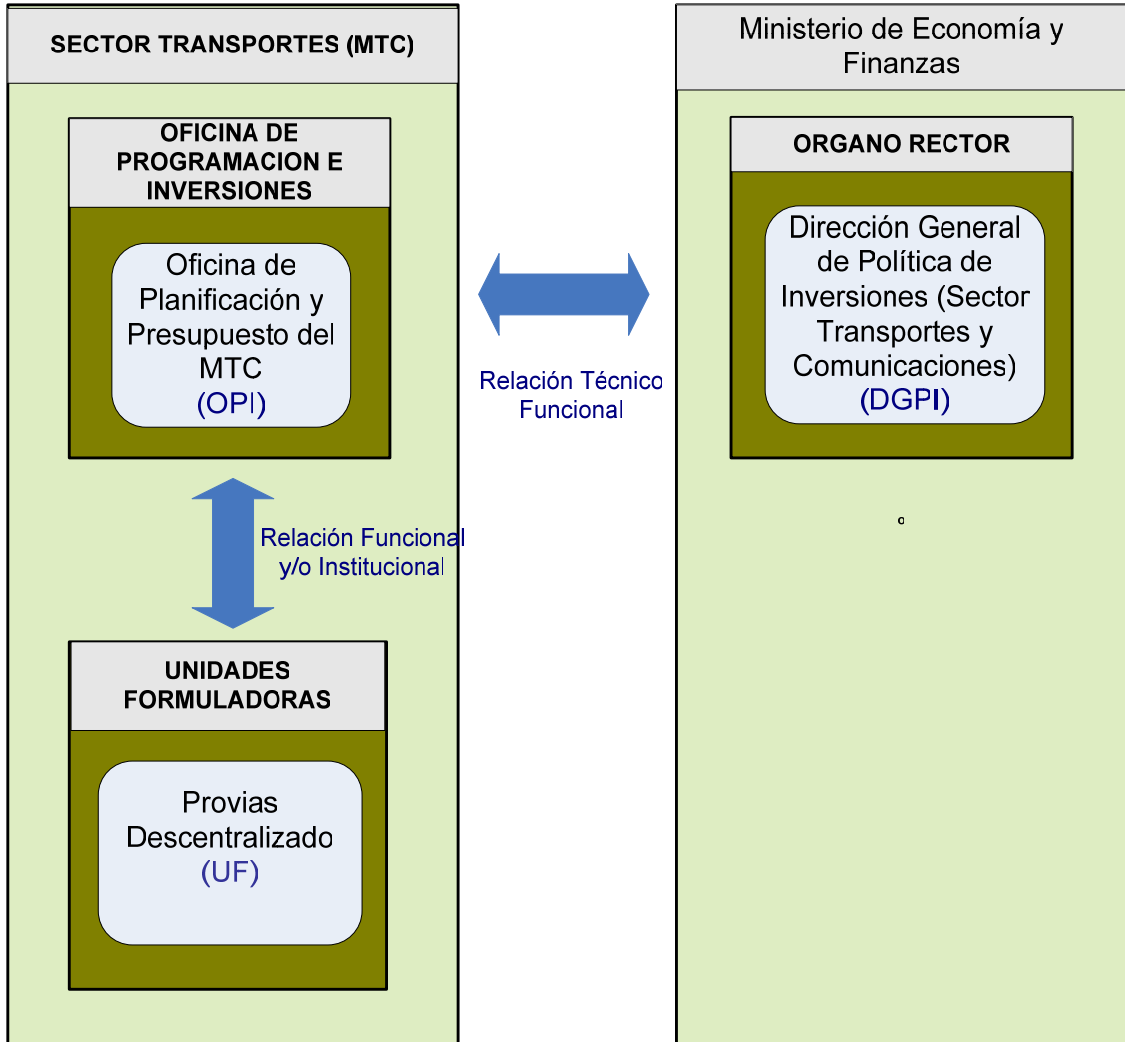 SECTOR TRANSPORTES (MTC)
OFICINA DE
PROGRAMACION E
INVERSIONES
Oficina de
Planificación y
Presupuesto del
MTC
(OPI)
Relación Funcional
y/o Institucional
UNIDADES
FORMULADORAS
Provias
Descentralizado
(UF)
Relación Técnico
Funcional
Ministerio de Economía y
Finanzas
ORGANO RECTOR
Dirección General
de Política de
Inversiones (Sector
Transportes y
Comunicaciones)
(DGPI)
o